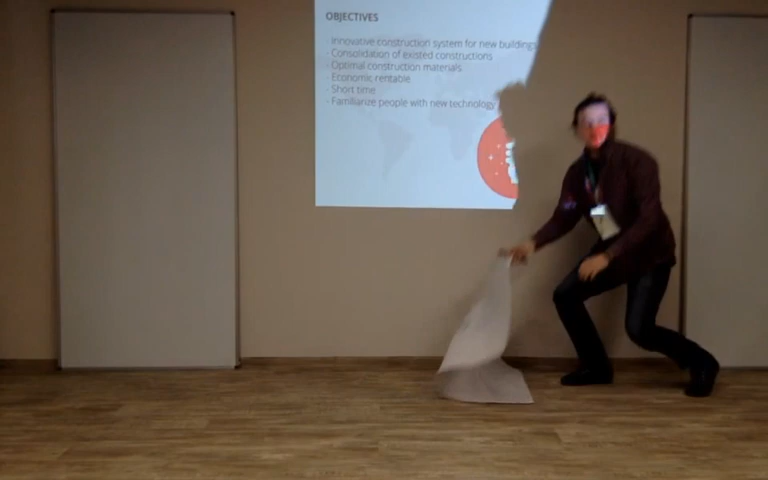 OBJECTIVES
- Innovative construction system for new buildings
- Consolidation of existed constructions
- Optimal construction materials
- Economic rentable
- Short time
- Familiarize people with new technology